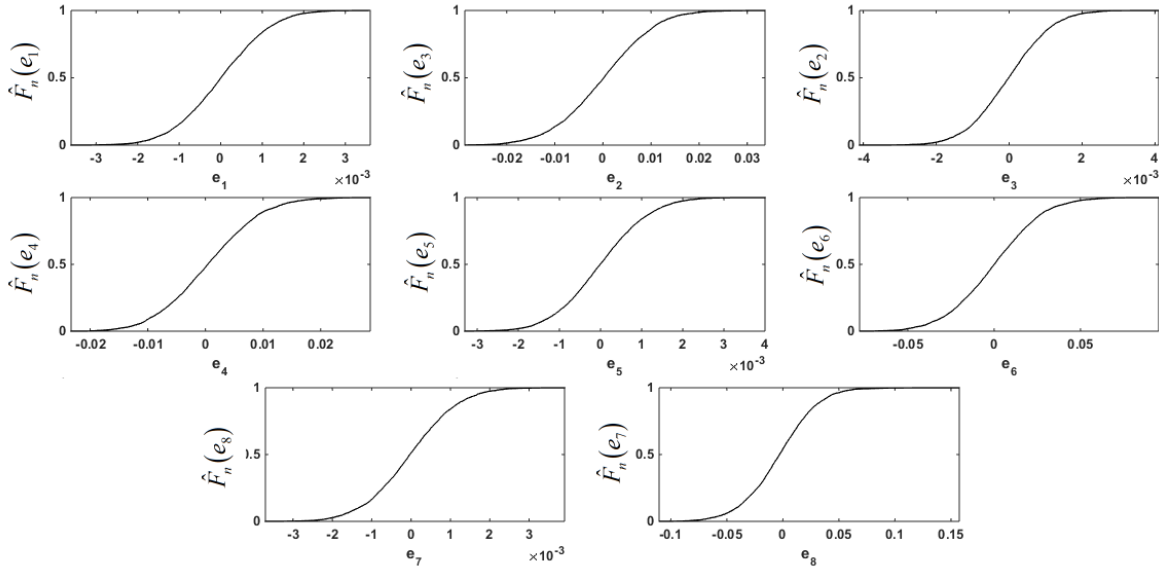 F̂n(e1)
1
0.5
0
-3 -2 -1 0 1 2 3
e1
×10-3
F̂n(e3)
1
0.5
0
-0.02 -0.01 0 0.01 0.02 0.03
e2
F̂n(e2)
1
0.5
0
-4 -2 0 2 4
e3
×10-3
F̂n(e4)
1
0.5
0
-0.02 -0.01 0 0.01 0.02
e4
F̂n(e5)
1
0.5
0
-3 -2 -1 0 1 2 3 4
e5
×10-3
F̂n(e6)
1
0.5
0
-0.05 0 0.05
e6
F̂n(e8)
1
.5
0
-3 -2 -1 0 1 2 3
e7
×10-3
F̂n(e7)
1
0.5
0
-0.1 -0.05 0 0.05 0.1 0.15
e8